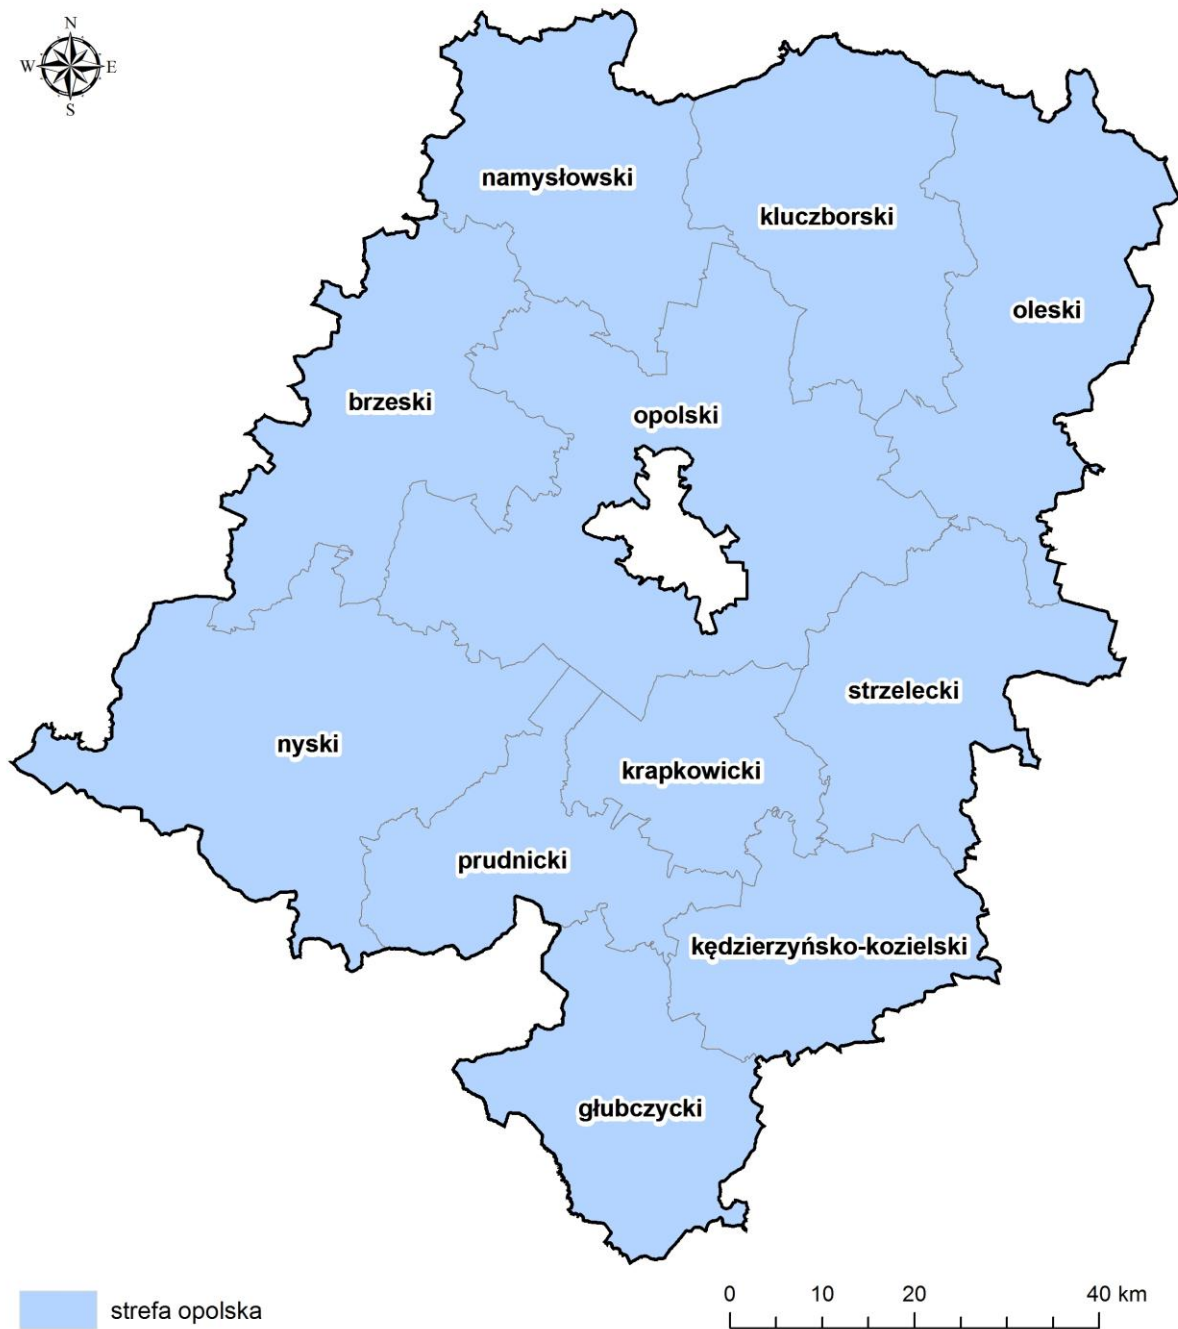 N
W E
S
namysłowski
kluczborski
oleski
brzeski
opolski
strzelecki
nyski
krapkowicki
prudnicki
kędzierzyńsko-kozielski
głubczycki
strefa opolska
0 10 20 40 km